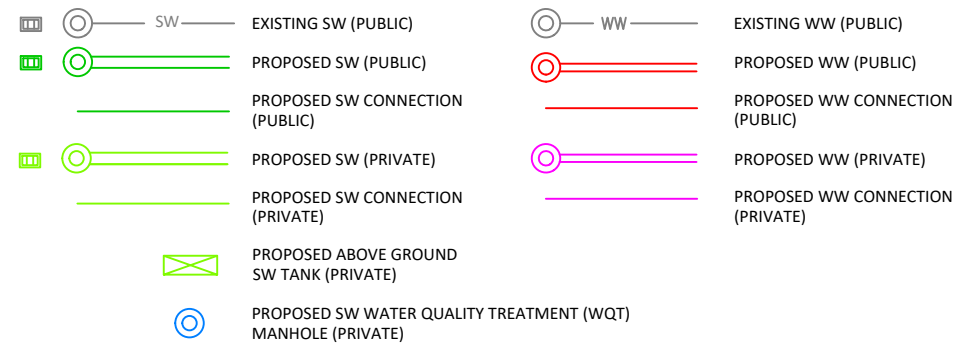 SW
EXISTING SW (PUBLIC)
PROPOSED SW (PUBLIC)
PROPOSED SW CONNECTION
(PUBLIC)
PROPOSED SW (PRIVATE)
PROPOSED SW CONNECTION
(PRIVATE)
PROPOSED ABOVE GROUND
SW TANK (PRIVATE)
PROPOSED SW WATER QUALITY TREATMENT (WQT)
MANHOLE (PRIVATE)
WW
EXISTING WW (PUBLIC)
PROPOSED WW (PUBLIC)
PROPOSED WW CONNECTION
(PUBLIC)
PROPOSED WW (PRIVATE)
PROPOSED WW CONNECTION
(PRIVATE)